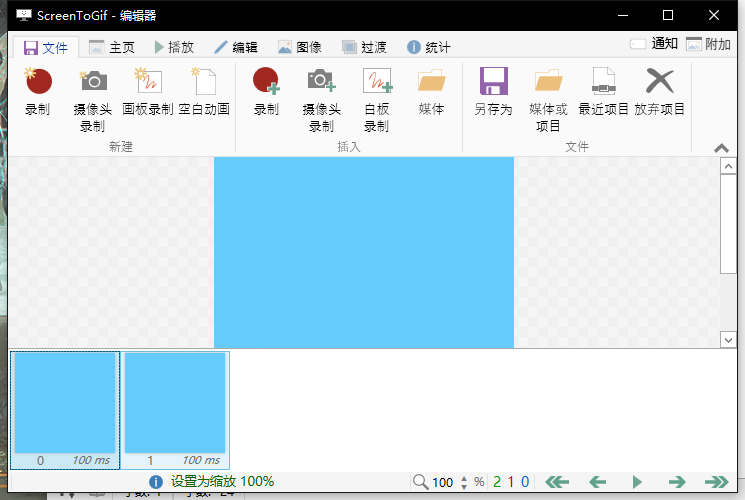 ScreenToGif - 编辑器
文件 主页 播放 编辑 图像 过渡 统计 通知 附加
录制 摄像头 画板录制 空白动画 录制 摄像头 白板 媒体 另存为 媒体或 最近项目 放弃项目
录制 录制 录制 项目
新建 插入 文件
0 100 ms 1 100 ms
设置为缩放 100% 100 % 2 1 0